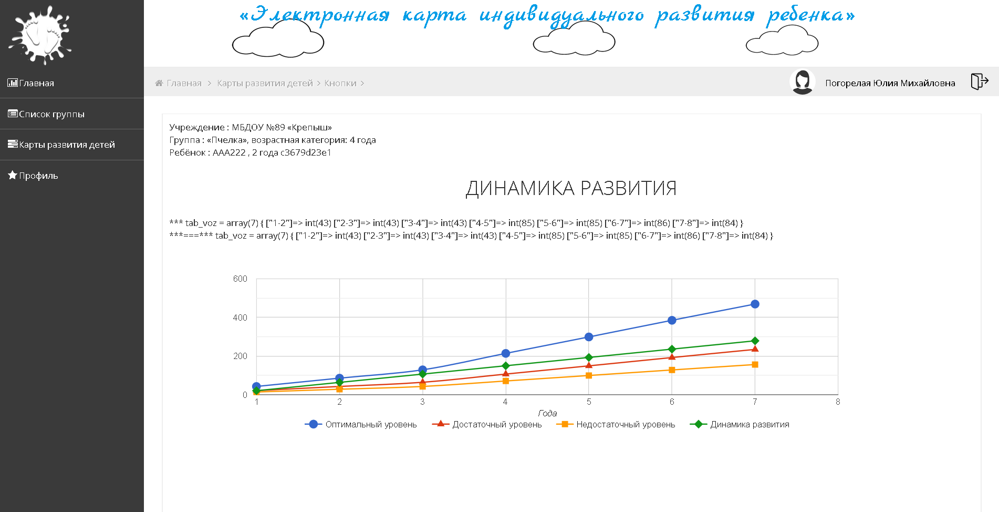 «Электронная карта индивидуального развития ребенка»
Главная
Список группы
Карты развития детей
Профиль
Главная > Карты развития детей > Кнопки >
Погорелая Юлия Михайловна
Учреждение : МБДОУ №89 «Крепыш»
Группа : «Пчелка», возрастная категория: 4 года
Ребёнок : ААА222 , 2 года c3679d23e1
ДИНАМИКА РАЗВИТИЯ
*** tab_voz = array(7) { ["1-2"]=> int(43) ["2-3"]=> int(43) ["3-4"]=> int(43) ["4-5"]=> int(85) ["5-6"]=> int(85) ["6-7"]=> int(86) ["7-8"]=> int(84) }
***===*** tab_voz = array(7) { ["1-2"]=> int(43) ["2-3"]=> int(43) ["3-4"]=> int(43) ["4-5"]=> int(85) ["5-6"]=> int(85) ["6-7"]=> int(86) ["7-8"]=> int(84) }
600
400
200
0
1 2 3 4 5 6 7 8
Года
Оптимальный уровень Достаточный уровень Недостаточный уровень Динамика развития